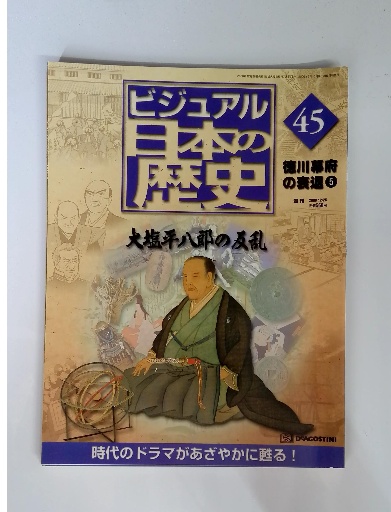 ビジュアル
日本の
歴史
45
徳川幕府
の衰退 5
大塩平八郎の反乱
DeAGOSTINI
時代のドラマがあざやかに甦る！